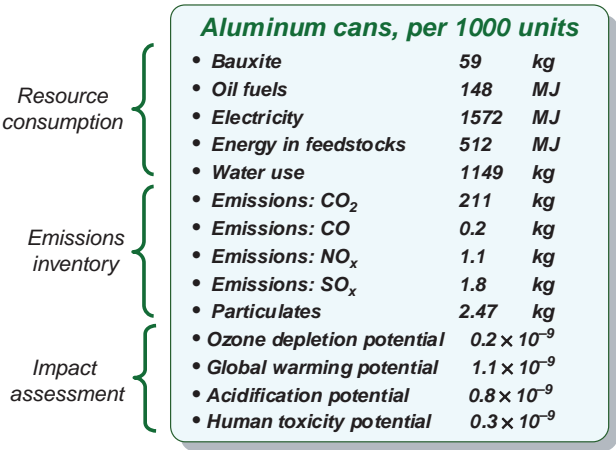 Aluminum cans, per 1000 units
Resource
consumption
• Bauxite 59 kg
• Oil fuels 148 MJ
• Electricity 1572 MJ
• Energy in feedstocks 512 MJ
• Water use 1149 kg
Emissions
inventory
• Emissions: CO₂ 211 kg
• Emissions: CO 0.2 kg
• Emissions: NOₓ 1.1 kg
• Emissions: SOₓ 1.8 kg
• Particulates 2.47 kg
Impact
assessment
• Ozone depletion potential 0.2 × 10⁻⁹
• Global warming potential 1.1 × 10⁻⁹
• Acidification potential 0.8 × 10⁻⁹
• Human toxicity potential 0.3 × 10⁻⁹